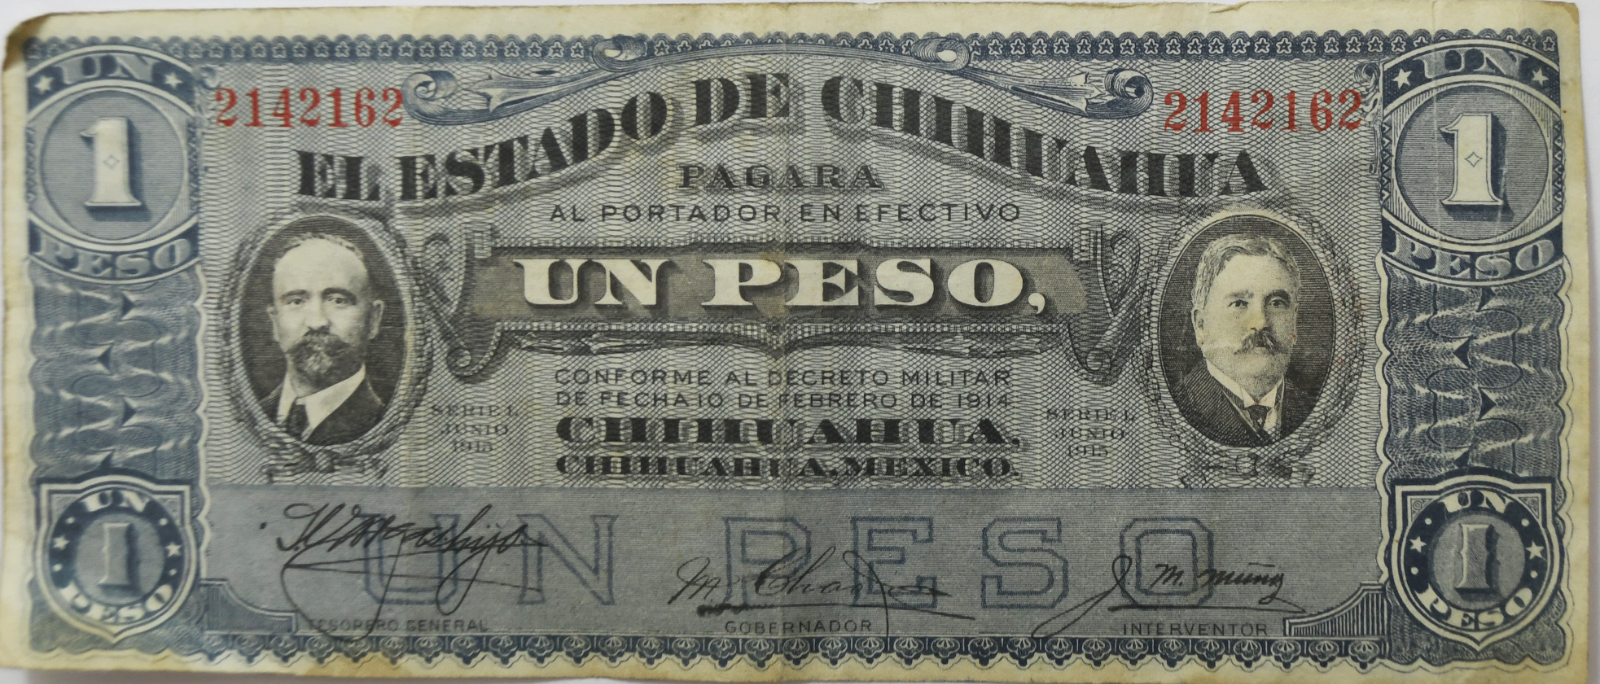 UN 1 PESO
UN 1 PESO
2142162
2142162
EL ESTADO DE CHIHUAHUA
PAGARA
AL PORTADOR EN EFECTIVO
UN PESO,
CONFORME AL DECRETO MILITAR
DE FECHA 10 DE FEBRERO DE 1914
CHIHUAHUA,
CHIHUAHUA, MEXICO.
SERIE L
JUNIO
1915
SERIE L
JUNIO
1915
UN PESO
UN 1 PESO
UN 1 PESO
J. M. Muñoz
TESORERO GENERAL
GOBERNADOR
INTERVENTOR